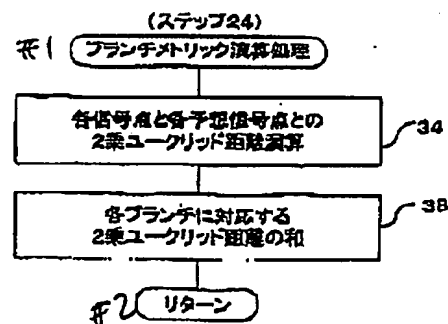 (ステップ24)
#1
ブランチメトリック演算処理
各信号点と各予想信号点との
2乗ユークリッド距離演算
34
各ブランチに対応する
2乗ユークリッド距離の和
38
#2
リターン